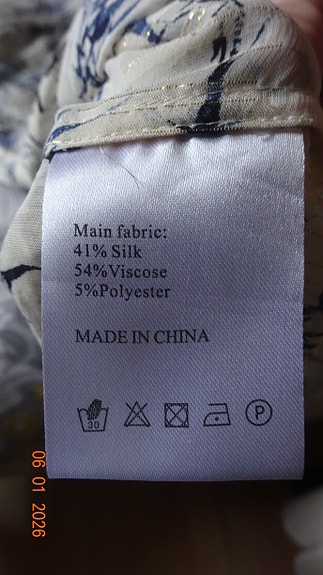 Main fabric:
41% Silk
54%Viscose
5%Polyester
MADE IN CHINA
30
P
06 01 2026